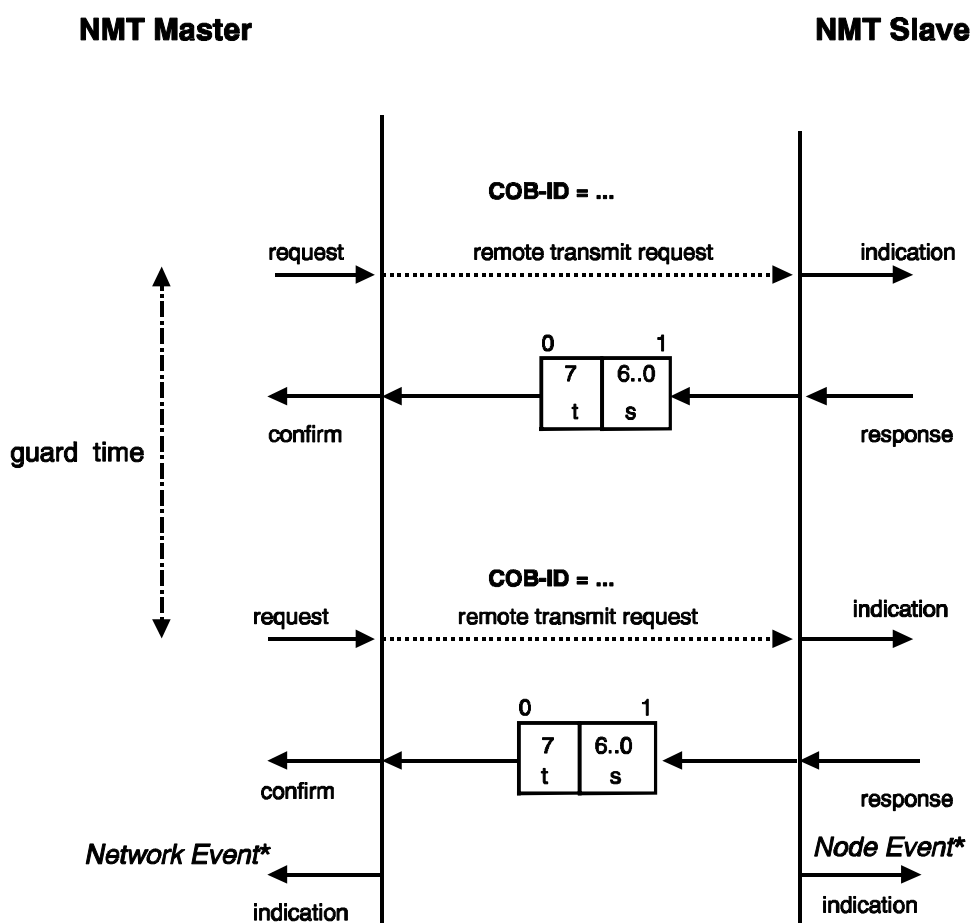 NMT Master NMT Slave
COB-ID = ...
request remote transmit request indication
0 1
7 6..0
t s
confirm response
guard time
COB-ID = ...
request remote transmit request indication
0 1
7 6..0
t s
confirm response
Network Event* Node Event*
indication indication